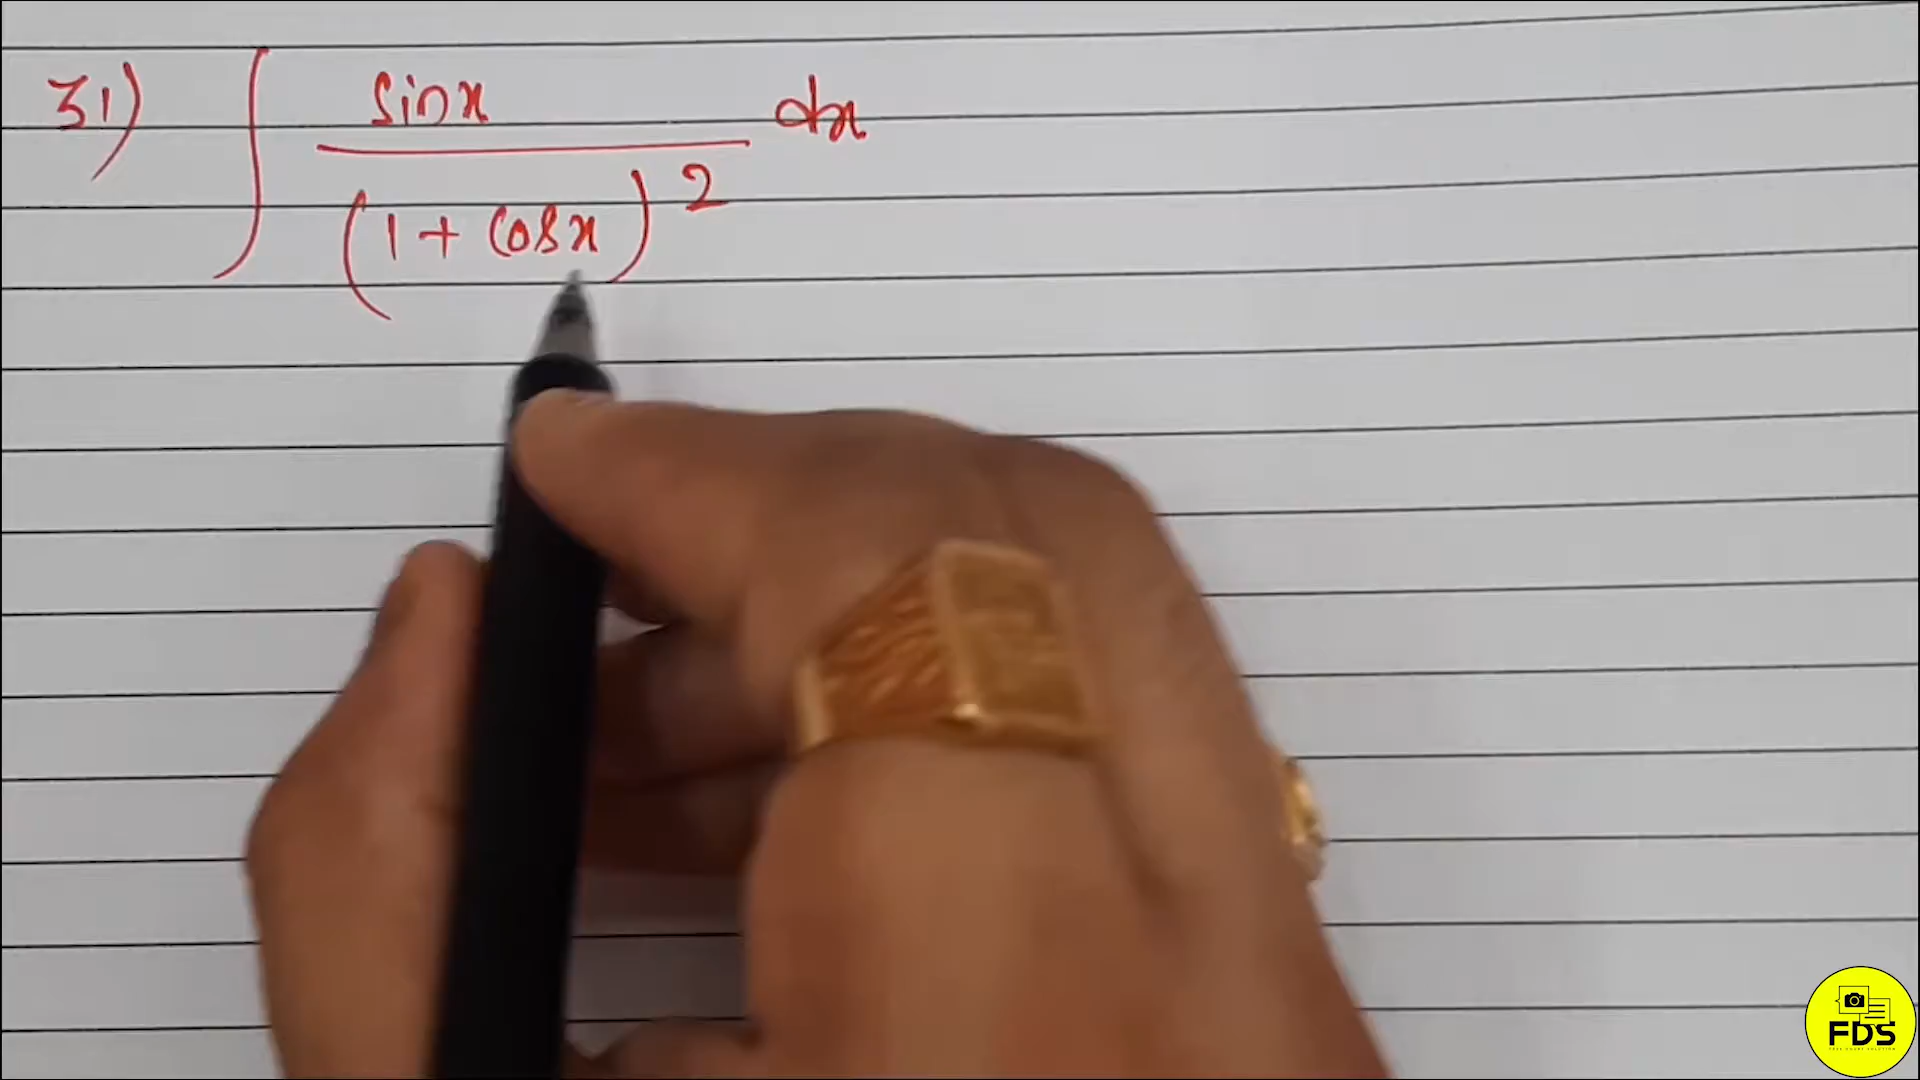 31) ∫ sinx / (1 + cosx)² dx
FDS